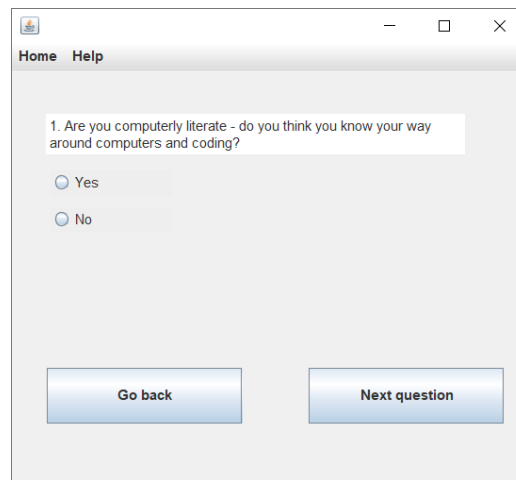 Home Help
1. Are you computerly literate - do you think you know your way
around computers and coding?
Yes
No
Go back Next question